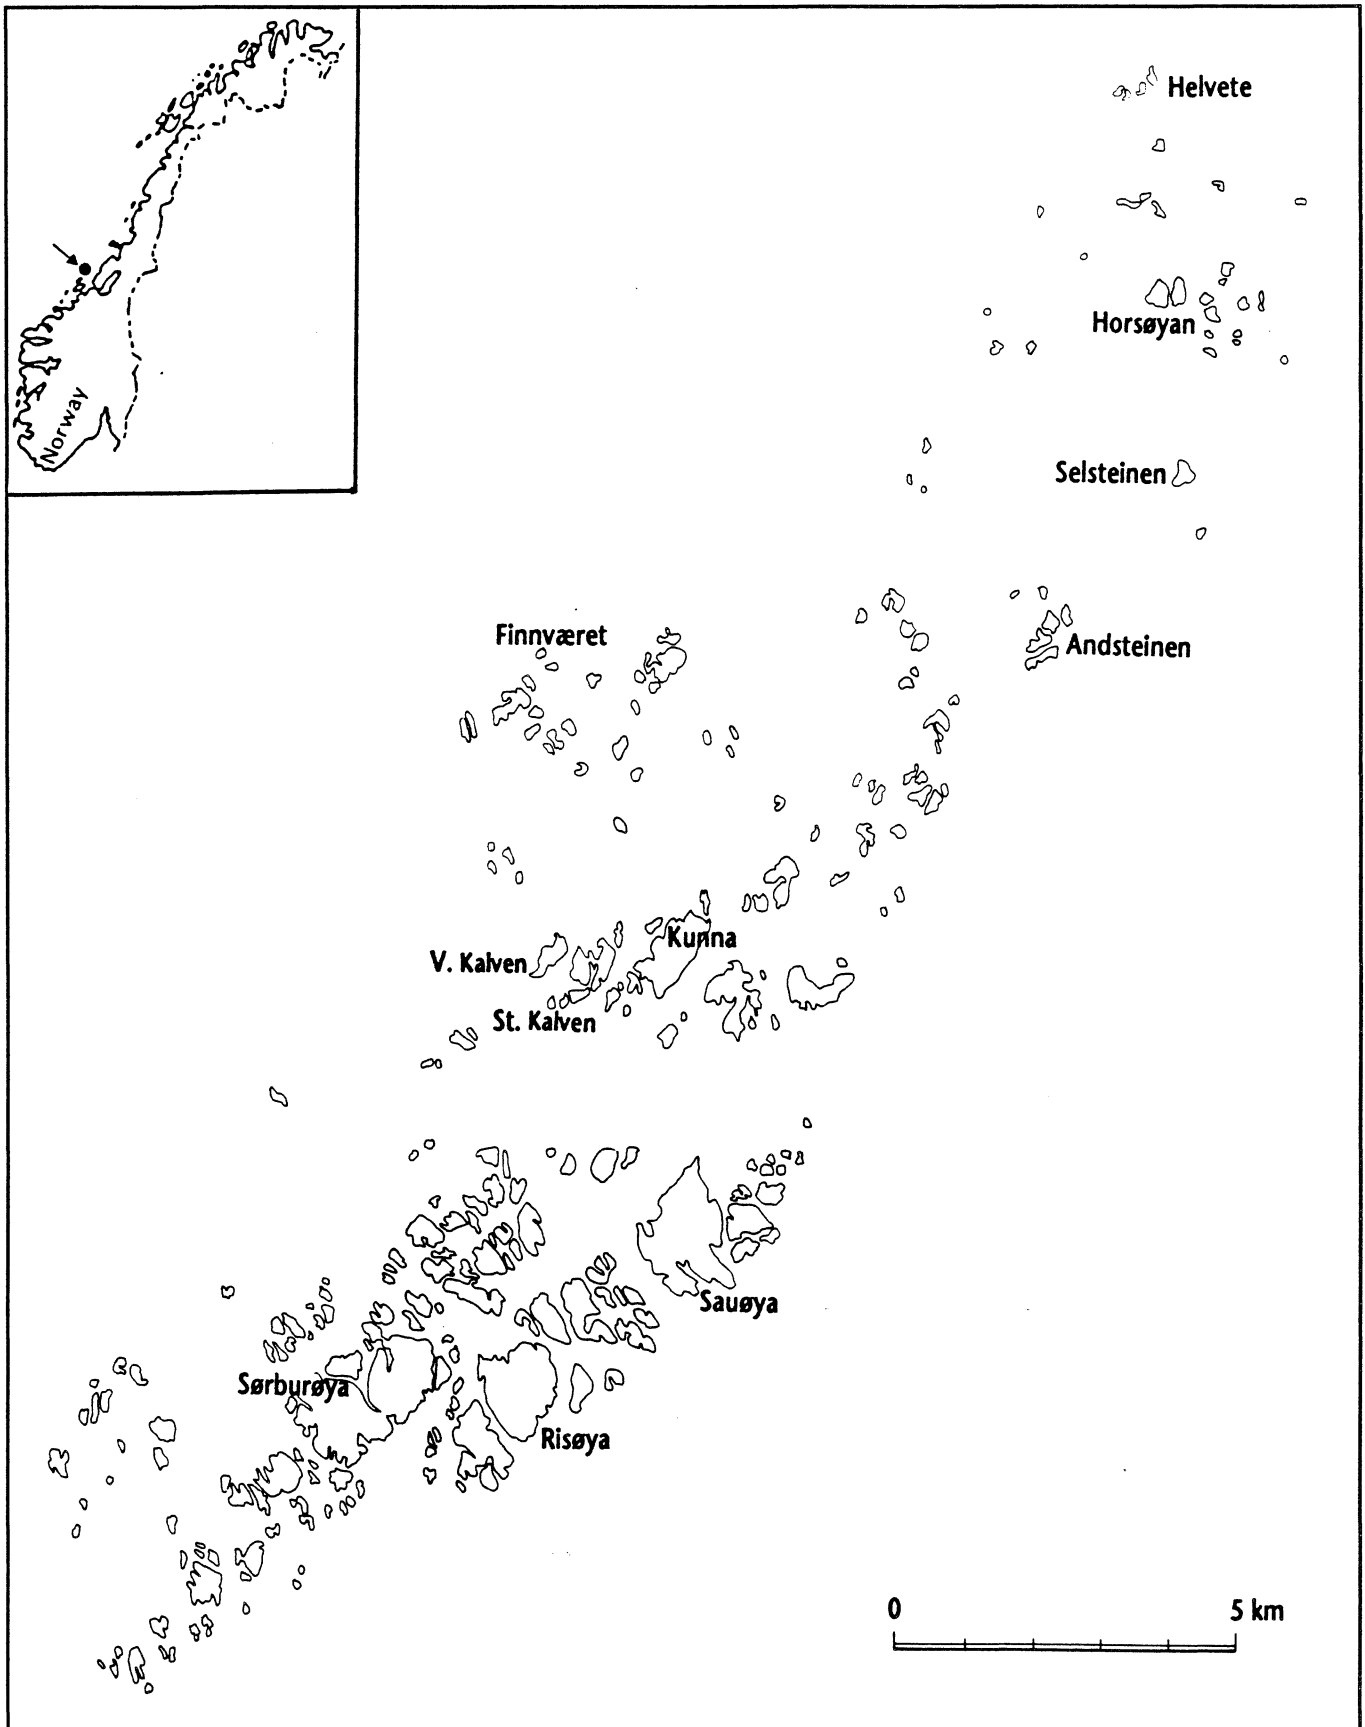 Norway
Helvete
Horsøyan
Selsteinen
Finnværet
Andsteinen
Kunna
V. Kalven
St. Kalven
Sauøya
Sørburøya
Risøya
0 5 km